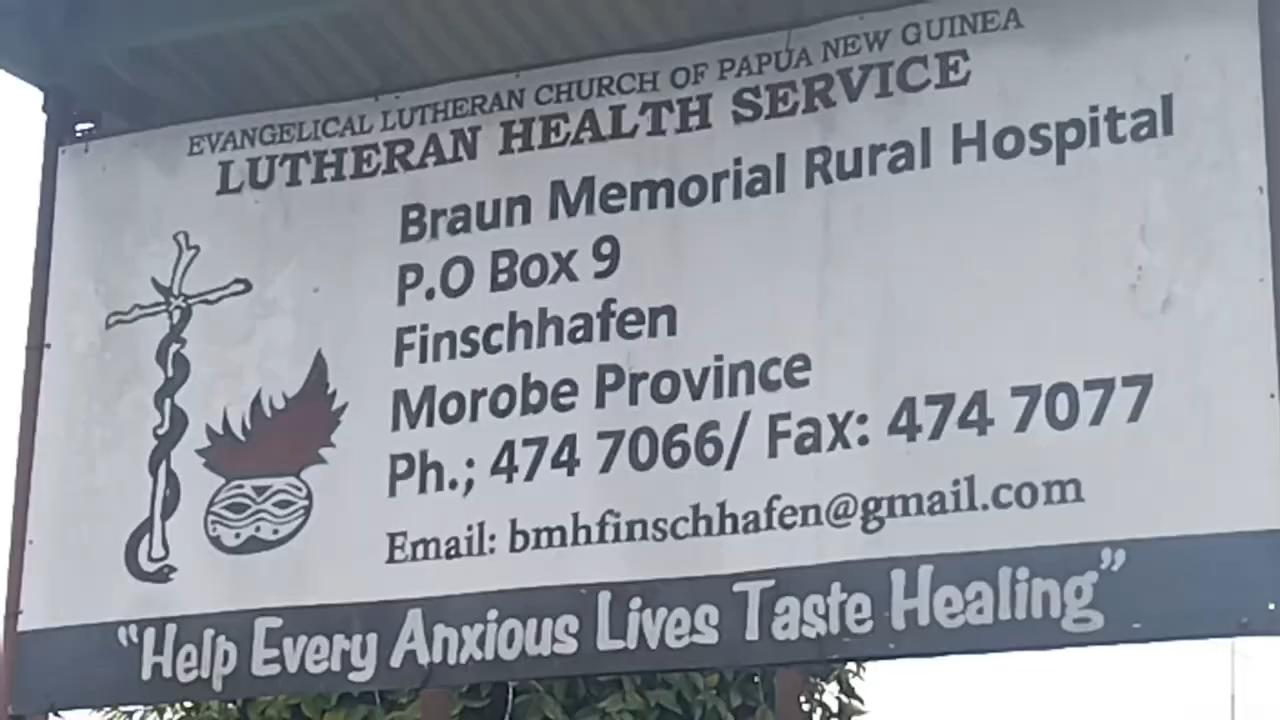 EVANGELICAL LUTHERAN CHURCH OF PAPUA NEW GUINEA
LUTHERAN HEALTH SERVICE
Braun Memorial Rural Hospital
P.O Box 9
Finschhafen
Morobe Province
Ph.; 474 7066/ Fax: 474 7077
Email: bmhfinschhafen@gmail.com
“Help Every Anxious Lives Taste Healing”